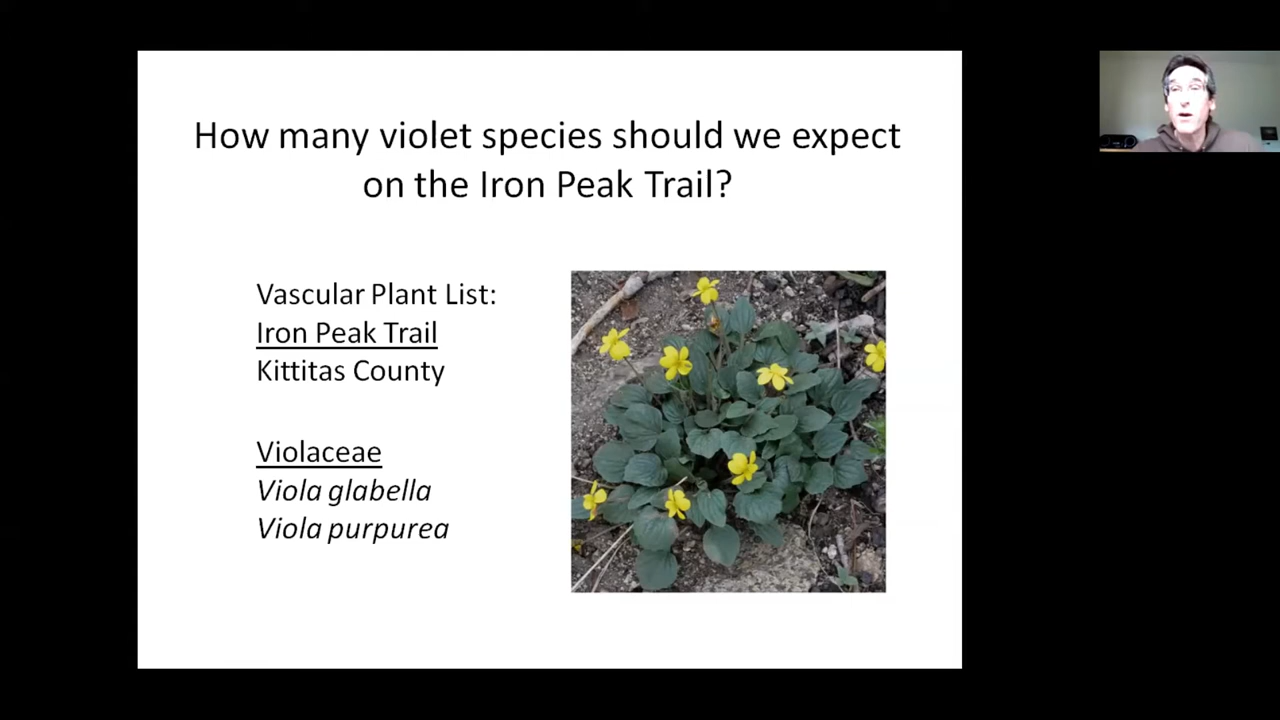 How many violet species should we expect
on the Iron Peak Trail?
Vascular Plant List:
Iron Peak Trail
Kittitas County
Violaceae
Viola glabella
Viola purpurea